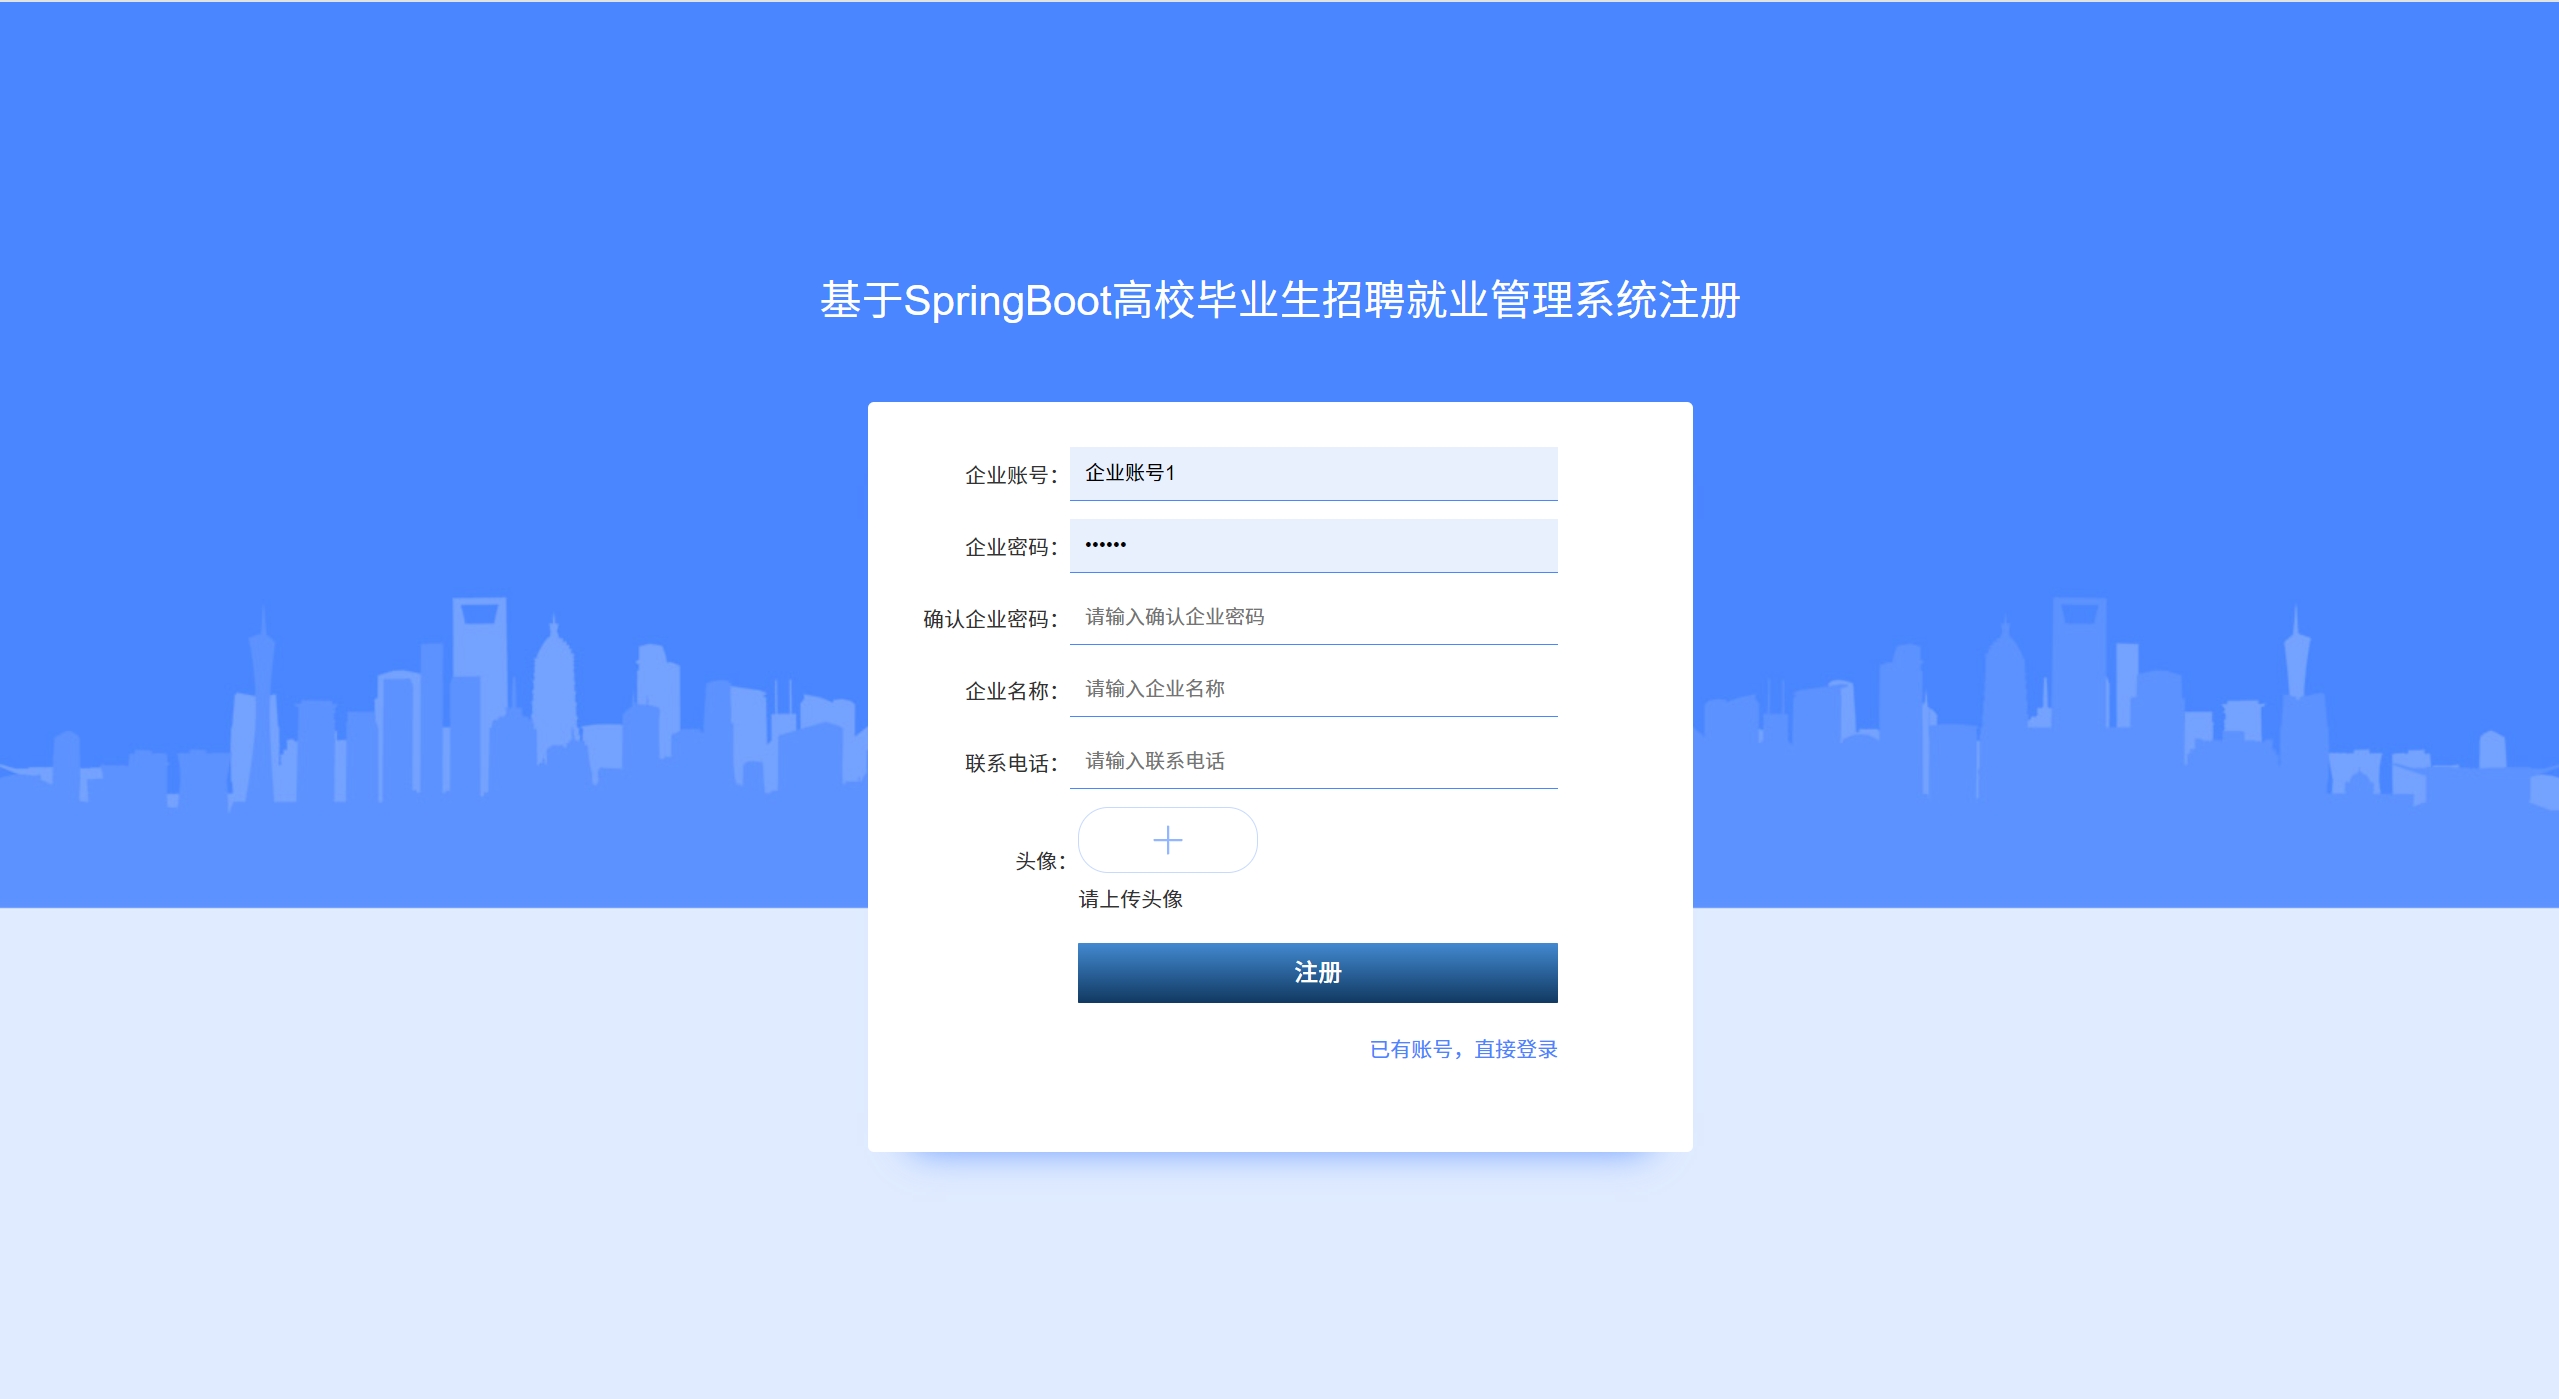 基于SpringBoot高校毕业生招聘就业管理系统注册
企业账号： 企业账号1
企业密码： ••••••
确认企业密码： 请输入确认企业密码
企业名称： 请输入企业名称
联系电话： 请输入联系电话
头像：
请上传头像
注册
已有账号，直接登录